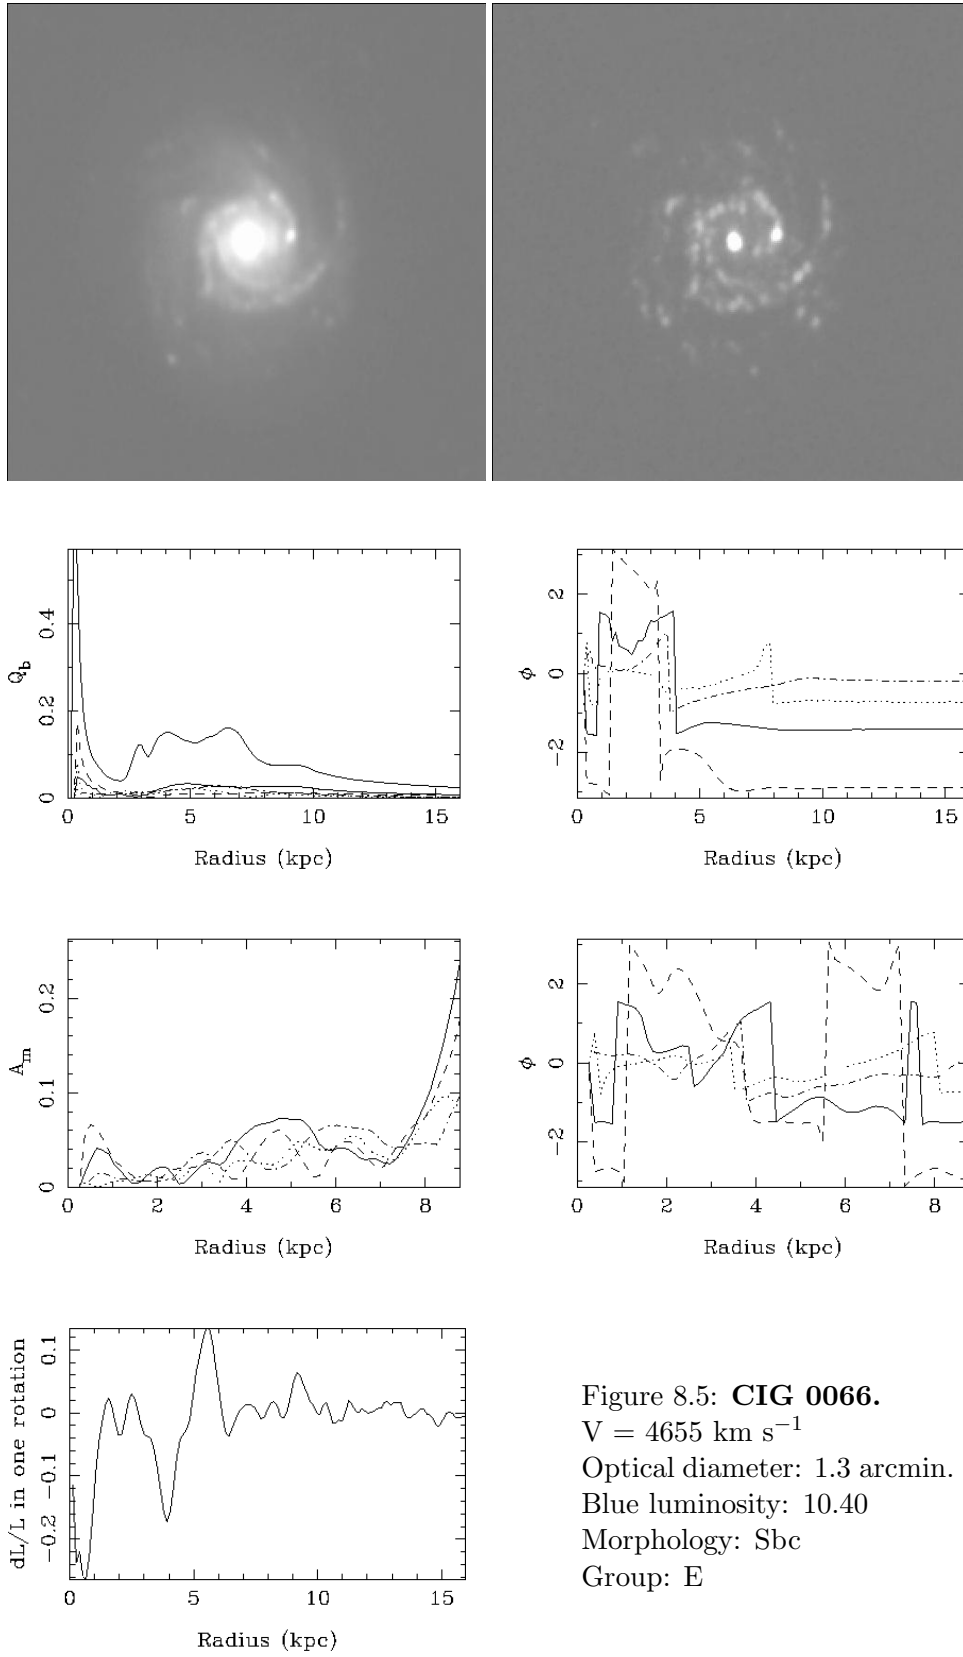 0.4
0.2
0
Q_b
0 5 10 15
Radius (kpc)
2
0
−2
ϕ
0 5 10 15
Radius (kpc)
0.2
0.1
0
A_m
0 2 4 6 8
Radius (kpc)
2
0
−2
ϕ
0 2 4 6 8
Radius (kpc)
0.1
0
−0.1
−0.2
dL/L in one rotation
0 5 10 15
Radius (kpc)
Figure 8.5: CIG 0066.
V = 4655 km s⁻¹
Optical diameter: 1.3 arcmin.
Blue luminosity: 10.40
Morphology: Sbc
Group: E